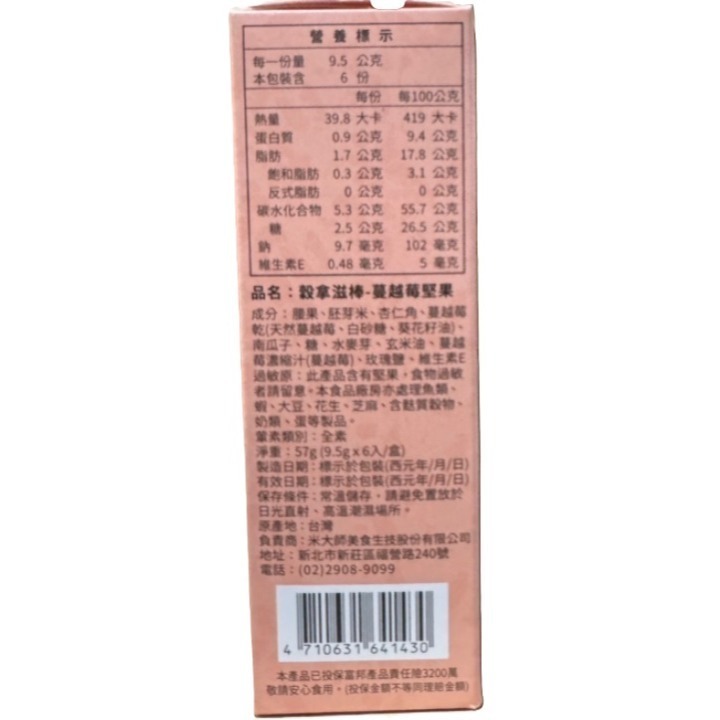 營養標示
每一份量 9.5 公克
本包裝含 6 份
每份 每100公克
熱量 39.8 大卡 419 大卡
蛋白質 0.9 公克 9.4 公克
脂肪 1.7 公克 17.8 公克
飽和脂肪 0.3 公克 3.1 公克
反式脂肪 0 公克 0 公克
碳水化合物 5.3 公克 55.7 公克
糖 2.5 公克 26.5 公克
鈉 9.7 毫克 102 毫克
維生素E 0.48 毫克 5 毫克
品名：穀拿滋棒-蔓越莓堅果
成分：腰果、胚芽米、杏仁角、蔓越莓
乾(天然蔓越莓、白砂糖、葵花籽油)、
南瓜子、糖、水麥芽、玄米油、蔓越
莓濃縮汁(蔓越莓)、玫瑰鹽、維生素E
過敏原：此產品含有堅果，食物過敏
者請留意。本食品廠房亦處理魚類、
蝦、大豆、花生、芝麻、含麩質穀物、
奶類、蛋等製品。
葷素類別：全素
淨重：57g (9.5g x 6入/盒)
製造日期：標示於包裝(西元年/月/日)
有效日期：標示於包裝(西元年/月/日)
保存條件：常溫儲存，請避免置放於
日光直射、高溫潮濕場所。
原產地：台灣
負責商：米大師美食生技股份有限公司
地址：新北市新莊區福營路240號
電話：(02)2908-9099
4 710631 641430
本產品已投保富邦產品責任險3200萬
敬請安心食用。(投保金額不等同理賠金額)